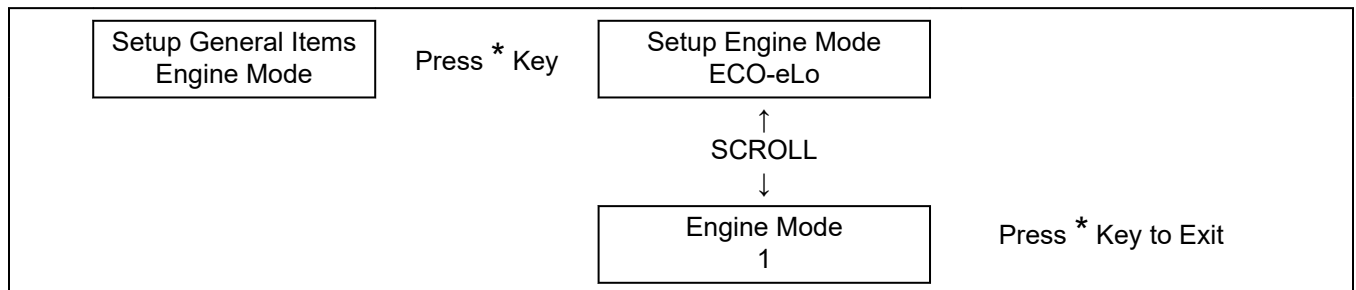 Setup General Items
Engine Mode
Press * Key
Setup Engine Mode
ECO-eLo
↑
SCROLL
↓
Engine Mode
1
Press * Key to Exit